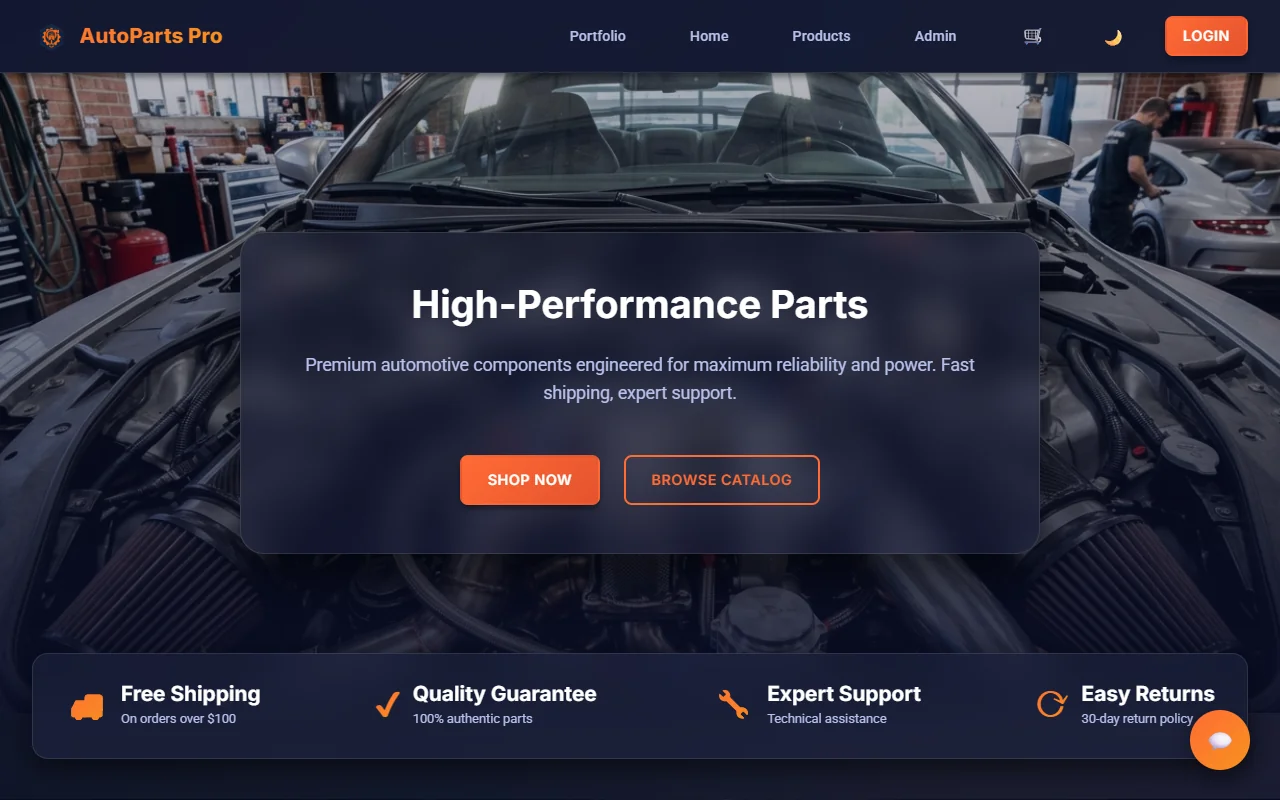 AutoParts Pro
Portfolio
Home
Products
Admin
LOGIN
High-Performance Parts
Premium automotive components engineered for maximum reliability and power. Fast
shipping, expert support.
SHOP NOW
BROWSE CATALOG
Free Shipping
On orders over $100
Quality Guarantee
100% authentic parts
Expert Support
Technical assistance
Easy Returns
30-day return policy